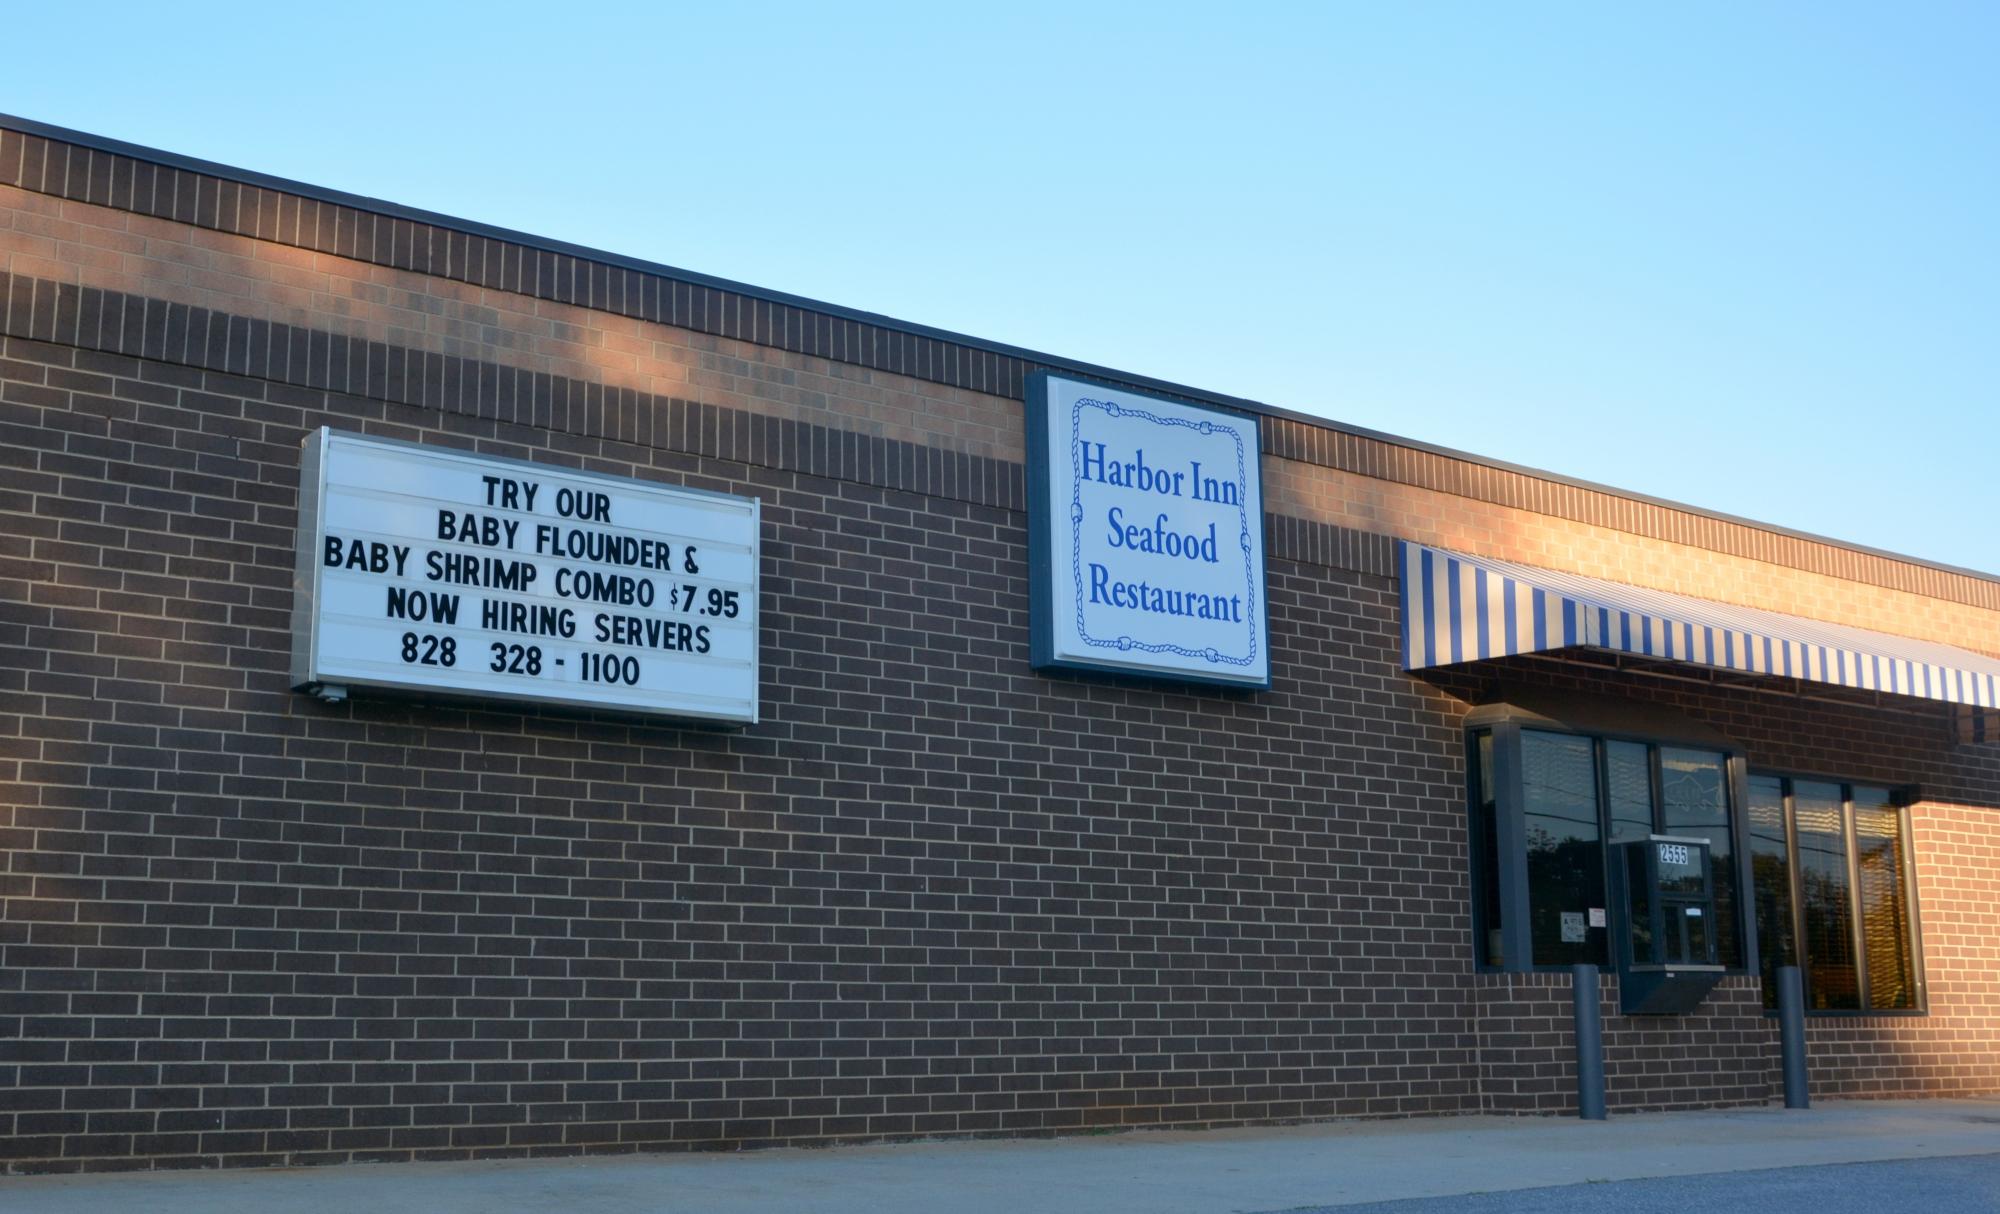 TRY OUR
BABY FLOUNDER &
BABY SHRIMP COMBO $7.95
NOW HIRING SERVERS
828 328-1100
Harbor Inn
Seafood
Restaurant
2555